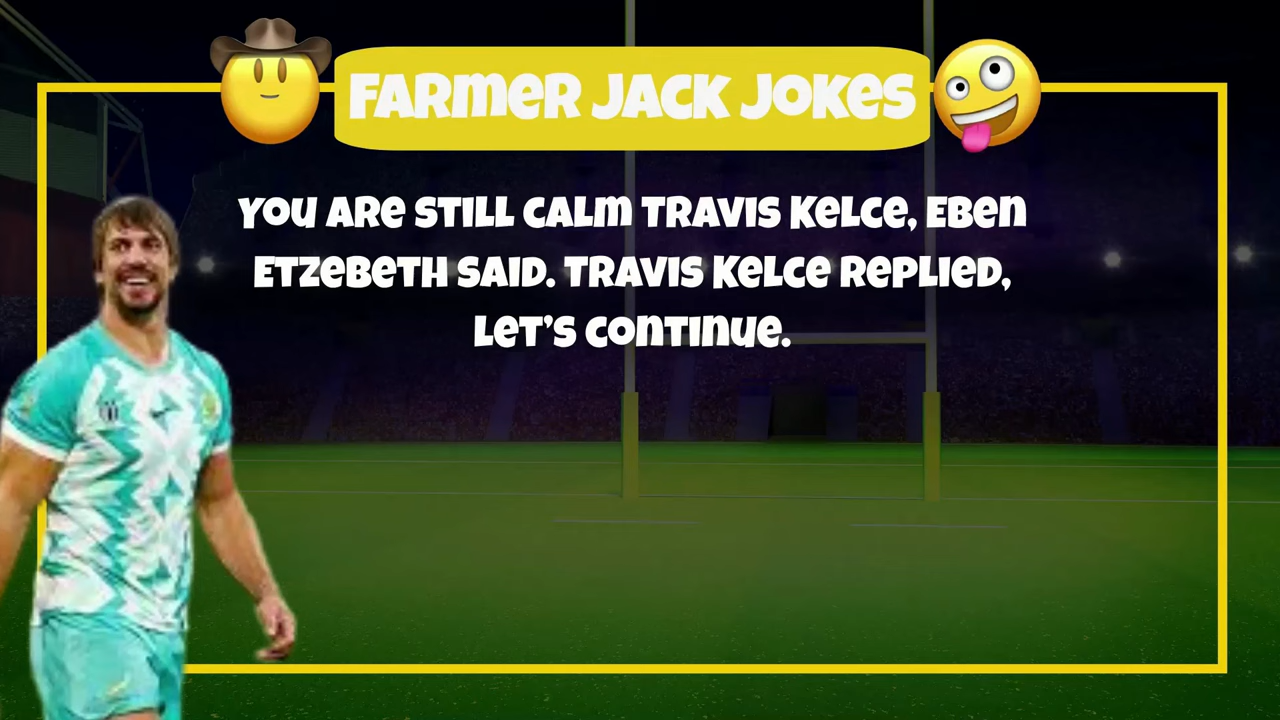 FARMER JACK JOKES
YOU ARE STILL CALM TRAVIS KELCE, EBEN
ETZEBETH SAID. TRAVIS KELCE REPLIED,
LET'S CONTINUE.